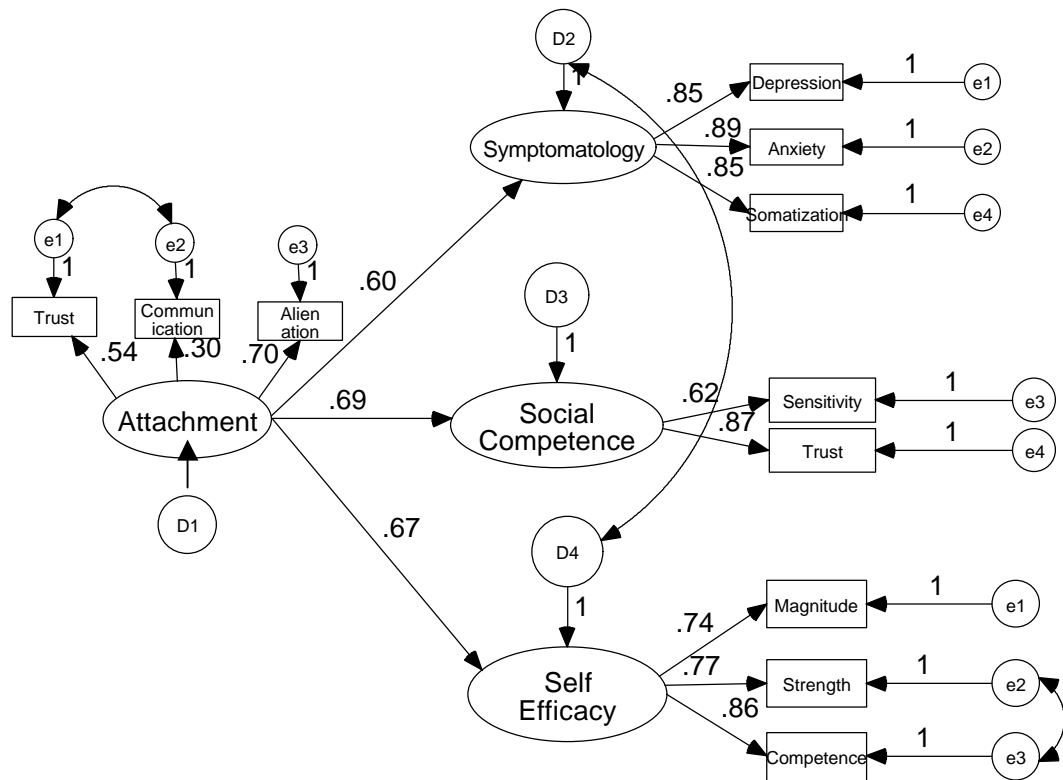 D2
1
Depression
1
e1
.85
Symptomatology
.89
Anxiety
1
e2
.85
Somatization
1
e4
e1
e2
e3
1
1
1
Trust
Commun
ication
Alien
ation
.54
.30
.70
.60
D3
1
Attachment
.69
Social
Competence
.62
Sensitivity
1
e3
.87
Trust
1
e4
D1
.67
D4
1
Magnitude
1
e1
.74
Self
Efficacy
.77
Strength
1
e2
.86
Competence
1
e3